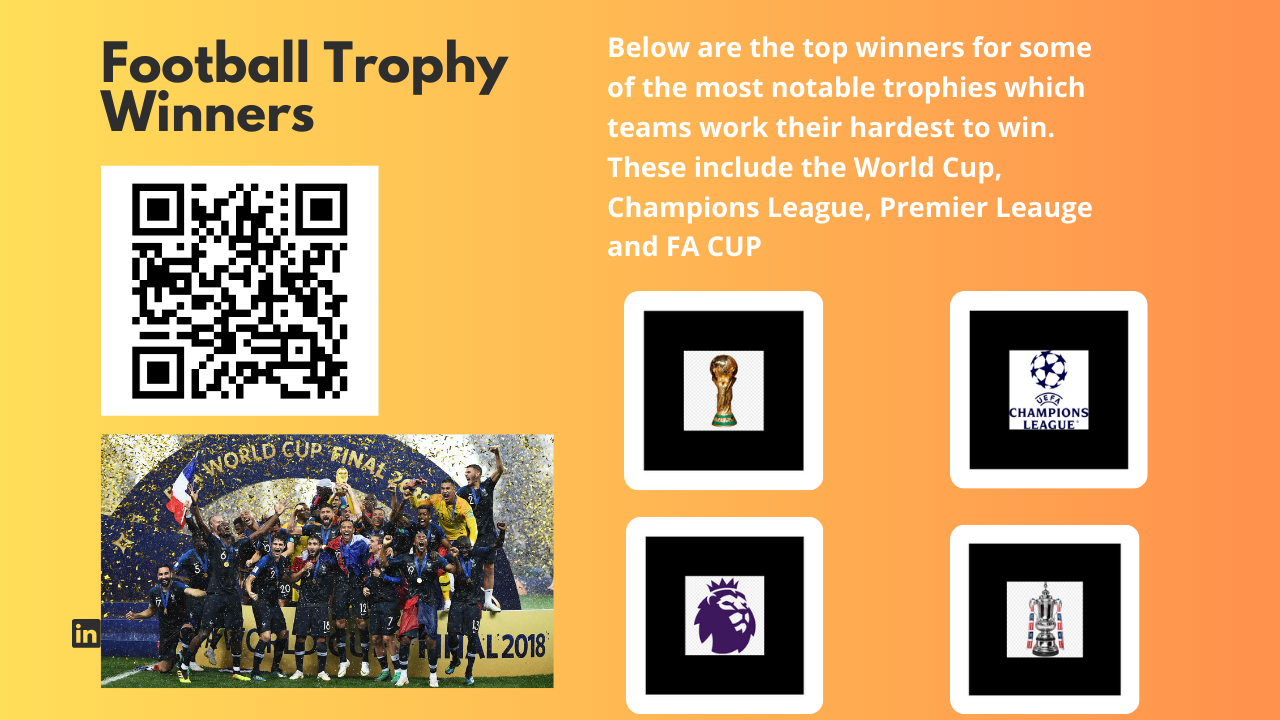 Football Trophy
Winners
Below are the top winners for some
of the most notable trophies which
teams work their hardest to win.
These include the World Cup,
Champions League, Premier Leauge
and FA CUP
WORLD CUP FINAL
FINAL 2018
UEFA
CHAMPIONS
LEAGUE
in